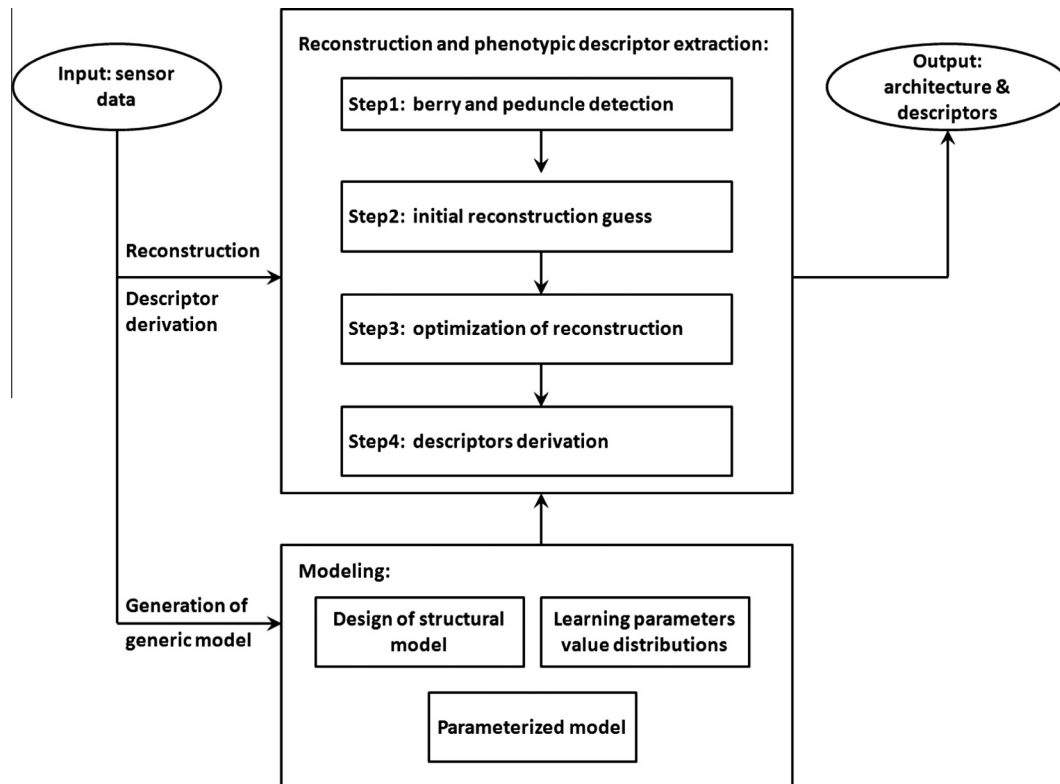 Input: sensor
data
Reconstruction and phenotypic descriptor extraction:
Step1: berry and peduncle detection
Step2: initial reconstruction guess
Step3: optimization of reconstruction
Step4: descriptors derivation
Output:
architecture &
descriptors
Reconstruction
Descriptor
derivation
Generation of
generic model
Modeling:
Design of structural
model
Learning parameters
value distributions
Parameterized model